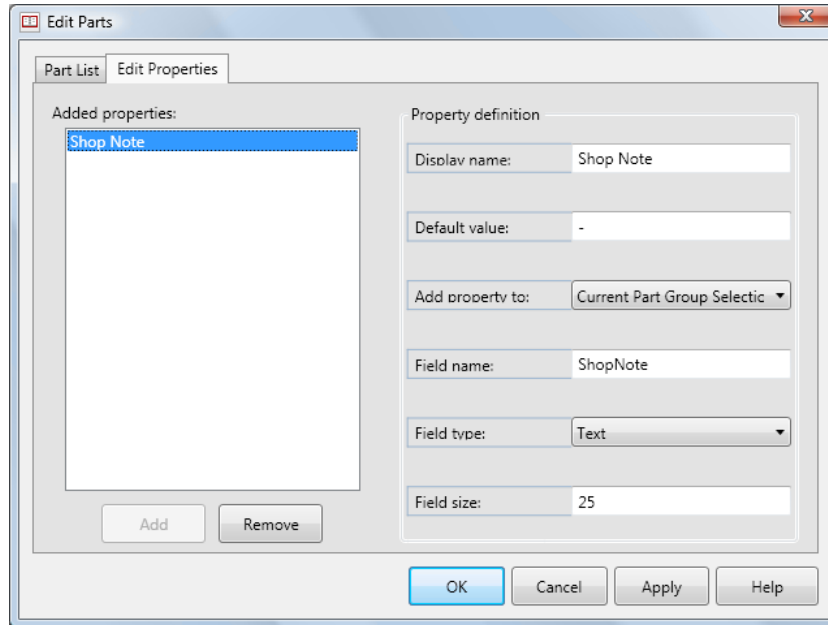 Edit Parts
Part List
Edit Properties
Added properties:
Shop Note
Add
Remove
Property definition
Display name:
Shop Note
Default value:
-
Add property to:
Current Part Group Selectic
Field name:
ShopNote
Field type:
Text
Field size:
25
OK
Cancel
Apply
Help